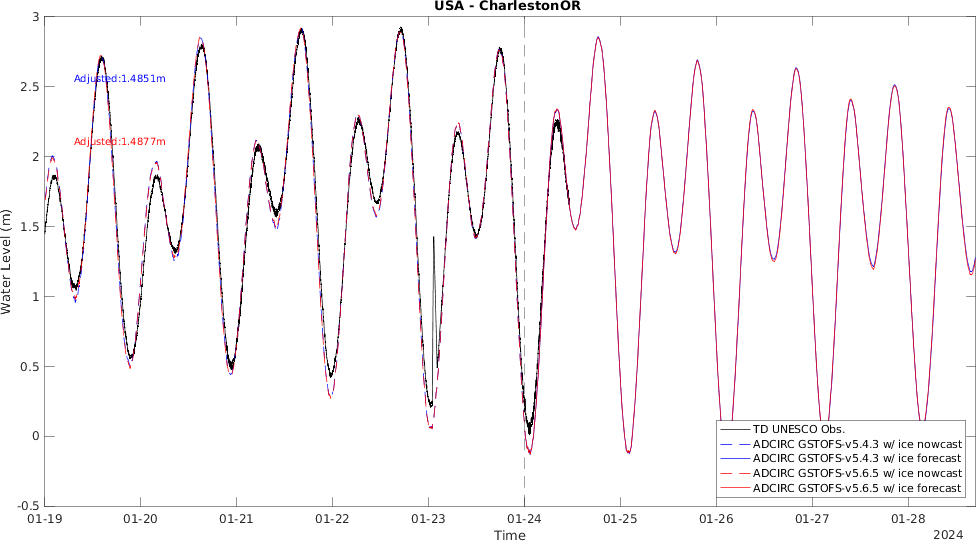 USA - CharlestonOR
3
2.5
2
1.5
1
0.5
0
-0.5
Water Level (m)
Adjusted:1.4851m
Adjusted:1.4877m
TD UNESCO Obs.
ADCIRC GSTOFS-v5.4.3 w/ ice nowcast
ADCIRC GSTOFS-v5.4.3 w/ ice forecast
ADCIRC GSTOFS-v5.6.5 w/ ice nowcast
ADCIRC GSTOFS-v5.6.5 w/ ice forecast
01-19 01-20 01-21 01-22 01-23 01-24 01-25 01-26 01-27 01-28
Time
2024